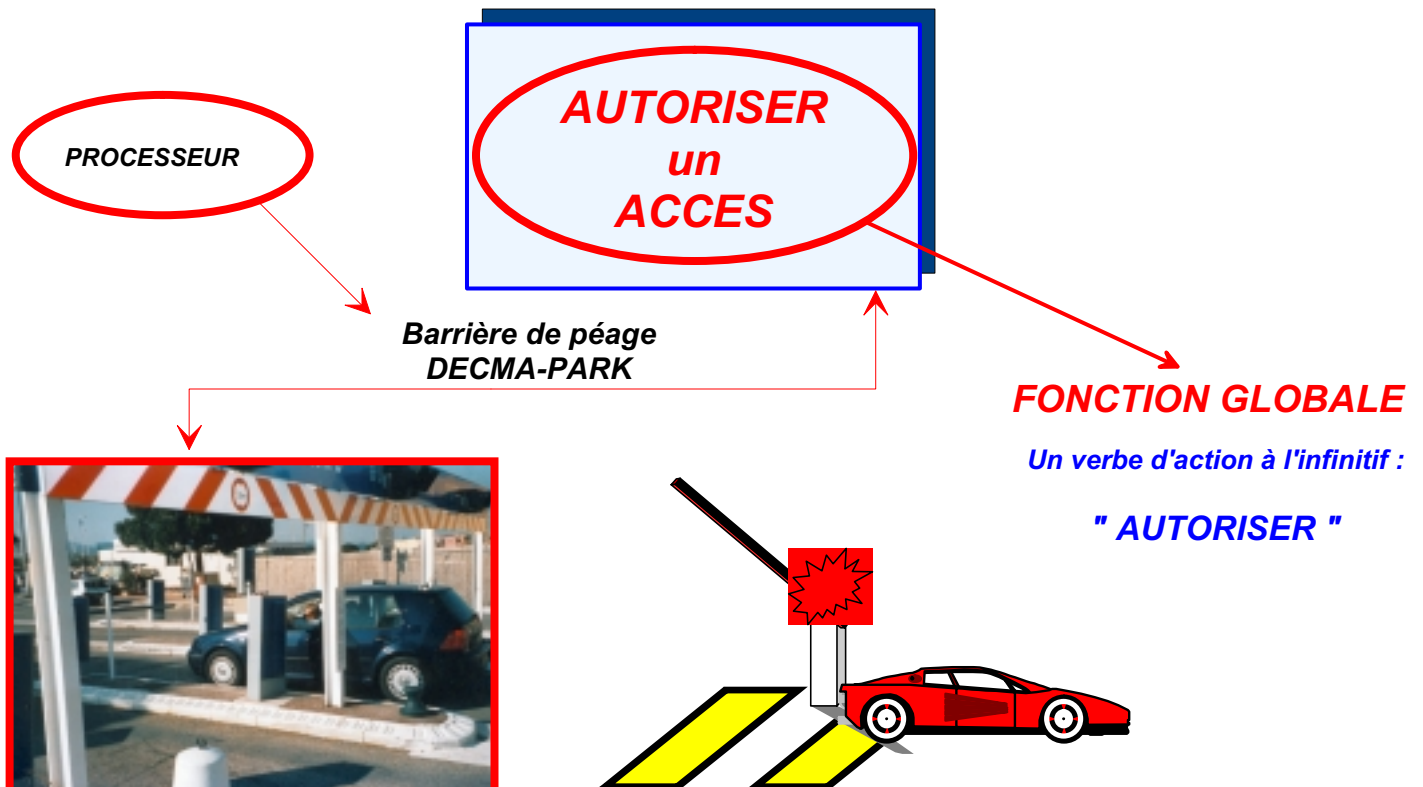 AUTORISER
un
ACCES
PROCESSEUR
Barrière de péage
DECMA-PARK
FONCTION GLOBALE
Un verbe d'action à l'infinitif :
" AUTORISER "